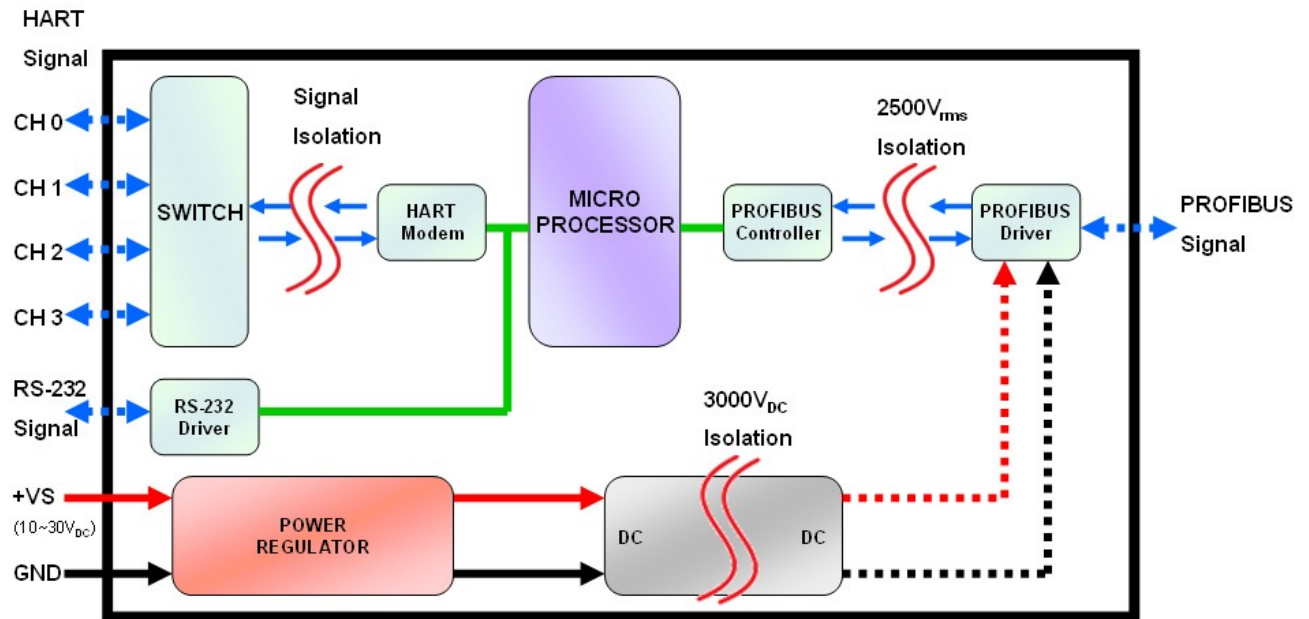 HART
Signal
CH 0
CH 1
CH 2
CH 3
SWITCH
Signal
Isolation
HART
Modem
MICRO
PROCESSOR
PROFIBUS
Controller
2500Vrms
Isolation
PROFIBUS
Driver
PROFIBUS
Signal
RS-232
Signal
RS-232
Driver
3000VDC
Isolation
+VS
(10~30VDC)
GND
POWER
REGULATOR
DC
DC